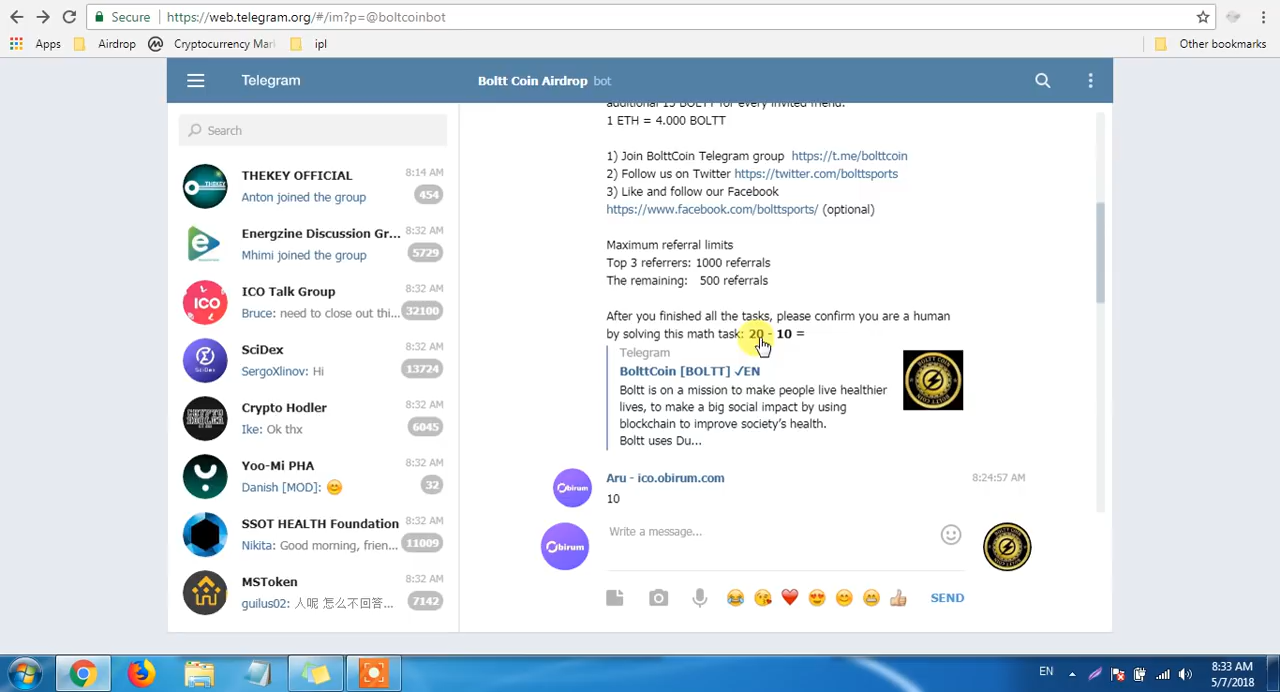 Secure
https://web.telegram.org/#/im?p=@boltcoinbot
Apps
Airdrop
Cryptocurrency Mar
ipl
Other bookmarks
Telegram
Boltt Coin Airdrop bot
Search
THEKEY OFFICIAL
8:14 AM
Anton joined the group
454
Energzine Discussion Gr...
8:32 AM
Mhimi joined the group
5729
ICO Talk Group
8:32 AM
Bruce: need to close out thi...
32100
SciDex
8:32 AM
SergoXlinov: Hi
13724
Crypto Hodler
8:32 AM
Ike: Ok thx
6045
Yoo-Mi PHA
8:32 AM
Danish [MOD]: 😊
32
SSOT HEALTH Foundation
8:32 AM
Nikita: Good morning, frien...
11009
MSToken
8:32 AM
guilus02: 人呢 怎么不回答...
7142
additional 15 BOLTT for every invited friend.
1 ETH = 4.000 BOLTT
1) Join BolttCoin Telegram group https://t.me/bolttcoin
2) Follow us on Twitter https://twitter.com/bolttsports
3) Like and follow our Facebook
https://www.facebook.com/bolttsports/ (optional)
Maximum referral limits
Top 3 referrers: 1000 referrals
The remaining: 500 referrals
After you finished all the tasks, please confirm you are a human
by solving this math task: 20 - 10 =
Telegram
BolttCoin [BOLTT] ✓EN
Boltt is on a mission to make people live healthier
lives, to make a big social impact by using
blockchain to improve society's health.
Boltt uses Du...
Aru - ico.obirum.com
8:24:57 AM
10
Write a message...
SEND
EN
8:33 AM
5/7/2018